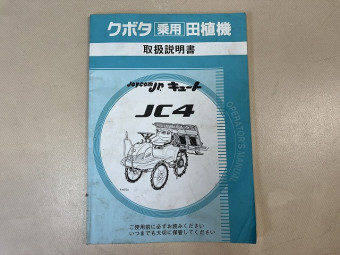 クボタ[乗用]田植機
取扱説明書
Joycom Jr. キュート
JC4
OPERATOR'S MANUAL
ご使用前に必ずお読みください
いつまでも大切に保管してください